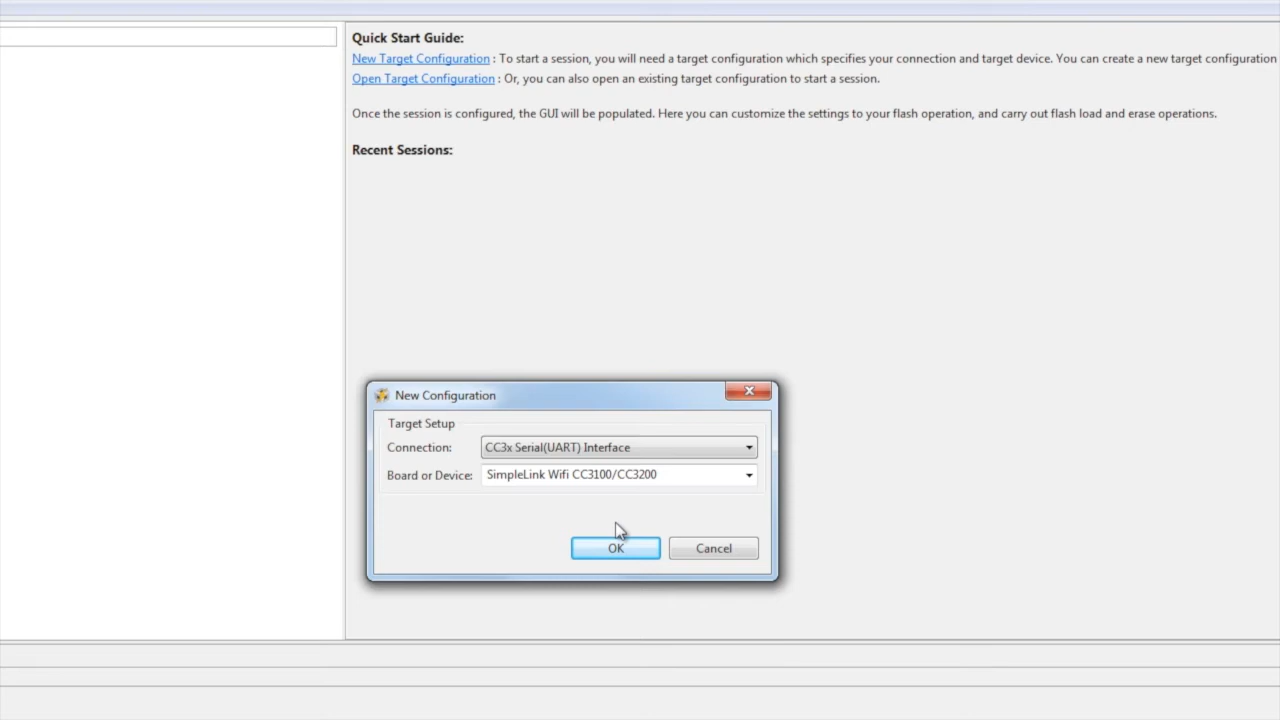 Quick Start Guide:
New Target Configuration : To start a session, you will need a target configuration which specifies your connection and target device. You can create a new target configuration
Open Target Configuration : Or, you can also open an existing target configuration to start a session.
Once the session is configured, the GUI will be populated. Here you can customize the settings to your flash operation, and carry out flash load and erase operations.
Recent Sessions:
New Configuration
Target Setup
Connection: CC3x Serial(UART) Interface
Board or Device: SimpleLink Wifi CC3100/CC3200
OK Cancel